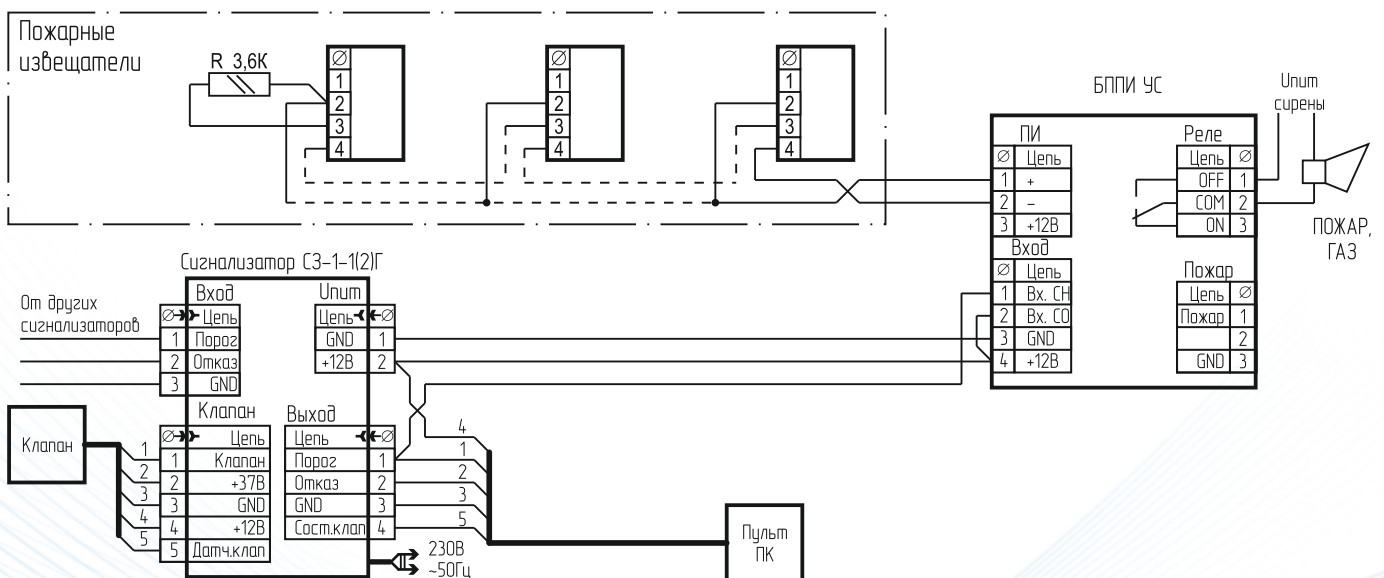 Пожарные
извещатели
R 3,6К
∅
1
2
3
4
∅
1
2
3
4
∅
1
2
3
4
БППИ УС
ПИ
∅ Цепь
1 +
2 –
3 +12В
Вход
∅ Цепь
1 Вх. СН
2 Вх. СО
3 GND
4 +12В
Реле
Цепь ∅
OFF 1
COM 2
ON 3
Пожар
Цепь ∅
Пожар 1
2
GND 3
Uпит
сирены
ПОЖАР,
ГАЗ
Сигнализатор СЗ-1-1(2)Г
От других
сигнализаторов
Вход
∅ Цепь
1 Порог
2 Отказ
3 GND
Uпит
Цепь ∅
GND 1
+12В 2
Клапан
1
2
3
4
5
Клапан
∅ Цепь
1 Клапан
2 +37В
3 GND
4 +12В
5 Датч.клап
Выход
Цепь ∅
Порог 1
Отказ 2
GND 3
Сост.клап 4
4
1
2
3
5
230В
~50Гц
Пульт
ПК